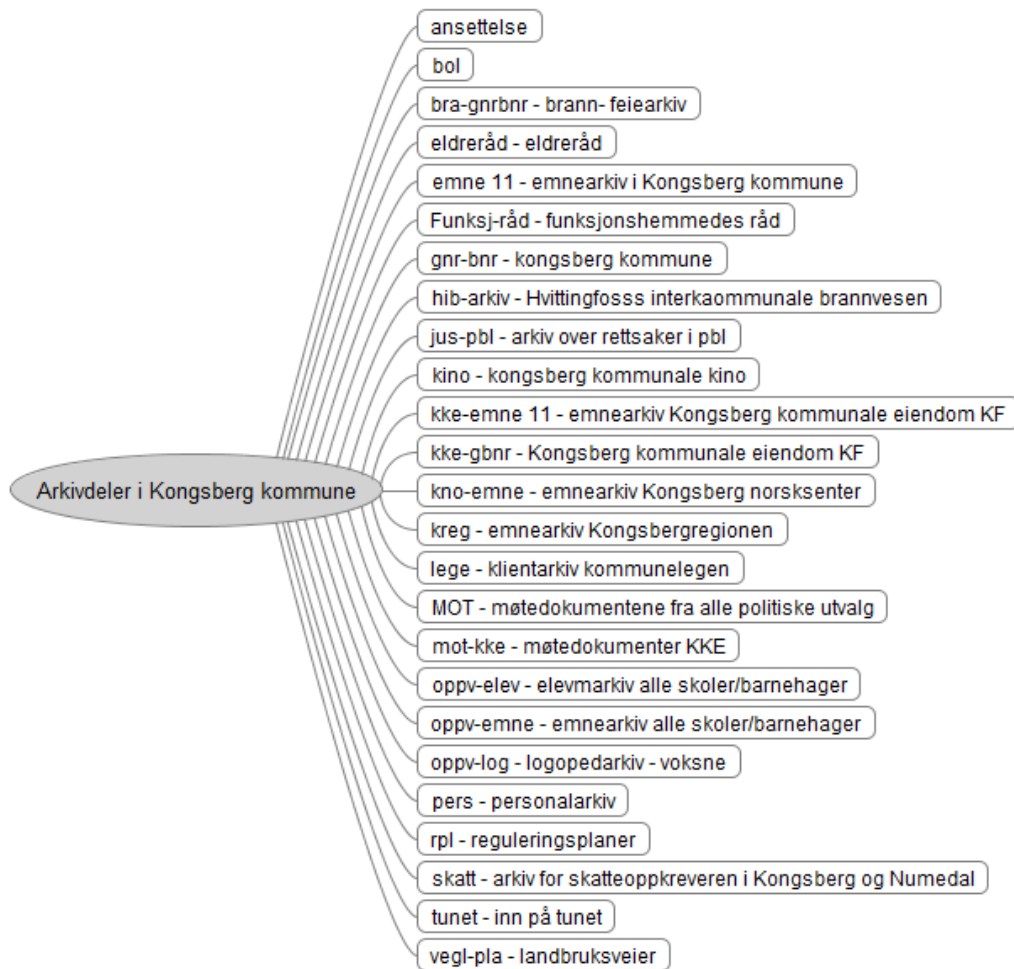 ansettelse
bol
bra-gnrbnr - brann- feiearkiv
eldreråd - eldreråd
emne 11 - emnearkiv i Kongsberg kommune
Funksj-råd - funksjonshemmedes råd
gnr-bnr - kongsberg kommune
hib-arkiv - Hvittingfosss interkaommunale brannvesen
jus-pbl - arkiv over rettsaker i pbl
kino - kongsberg kommunale kino
kke-emne 11 - emnearkiv Kongsberg kommunale eiendom KF
kke-gbnr - Kongsberg kommunale eiendom KF
Arkivdeler i Kongsberg kommune
kno-emne - emnearkiv Kongsberg norsksenter
kreg - emnearkiv Kongsbergregionen
lege - klientarkiv kommunelegen
MOT - møtedokumentene fra alle politiske utvalg
mot-kke - møtedokumenter KKE
oppv-elev - elevmarkiv alle skoler/barnehager
oppv-emne - emnearkiv alle skoler/barnehager
oppv-log - logopedarkiv - voksne
pers - personalarkiv
rpl - reguleringsplaner
skatt - arkiv for skatteoppkreveren i Kongsberg og Numedal
tunet - inn på tunet
vegl-pla - landbruksveier